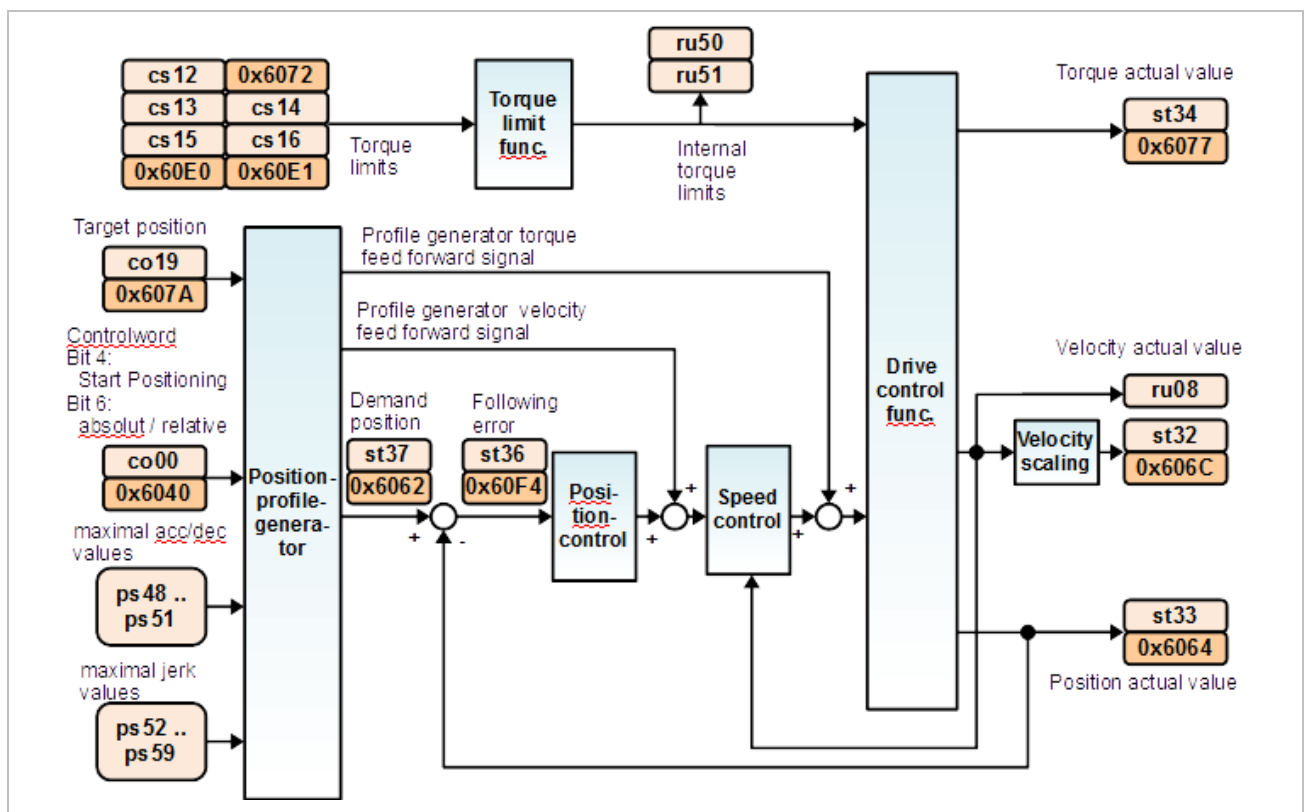 ru50
ru51
cs12 0x6072
cs13 cs14
cs15 cs16
0x60E0 0x60E1
Torque
limits
Torque
limit
func.
Internal
torque
limits
Torque actual value
st34
0x6077
Target position
co19
0x607A
Profile generator torque
feed forward signal
Profile generator velocity
feed forward signal
Controlword
Bit 4:
Start Positioning
Bit 6:
absolut / relative
co00
0x6040
maximal acc/dec
values
ps48 ..
ps51
maximal jerk
values
ps52 ..
ps59
Position-
profile-
genera-
tor
Demand
position
st37
0x6062
+
-
Following
error
st36
0x60F4
Posi-
tion-
control
+
+
Speed
control
+
+
Drive
control
func.
Velocity actual value
ru08
Velocity
scaling
st32
0x606C
st33
0x6064
Position actual value